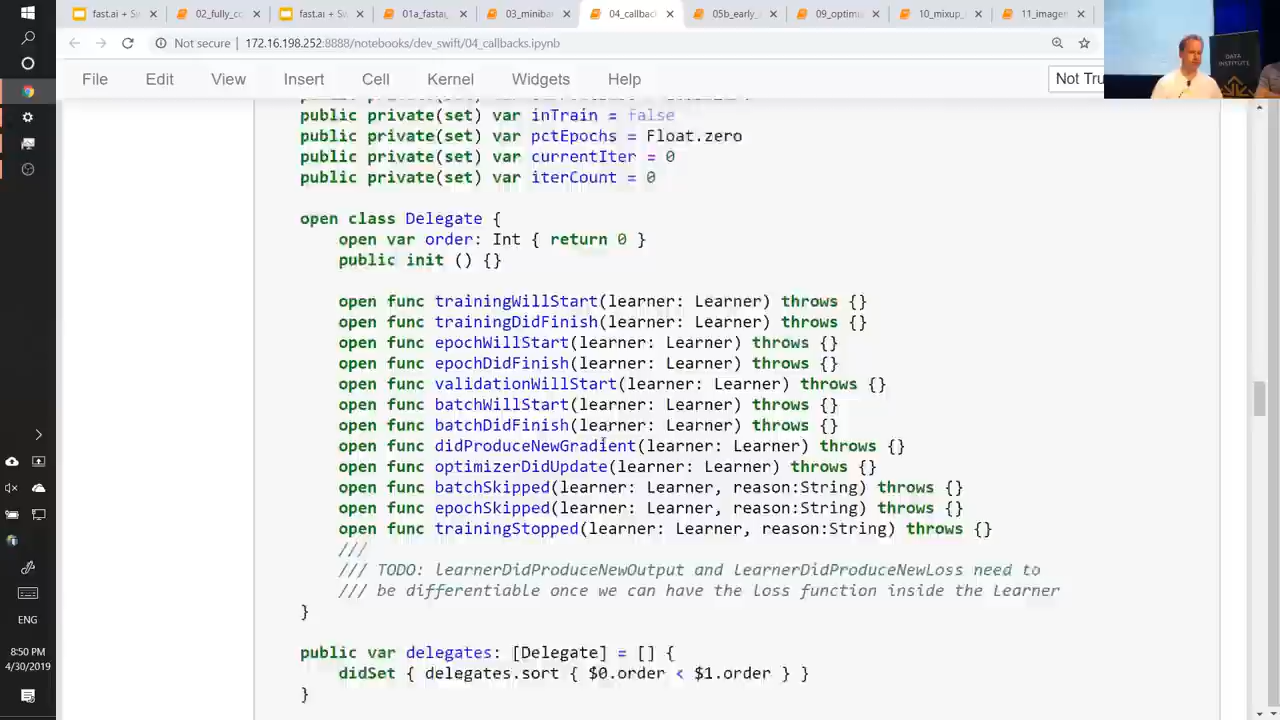 fast.ai + Sw
02_fully_co
fast.ai + Sw
01a_fastai
03_miniba
04_callbac
05b_early_
09_optimu
10_mixup_
11_imagen
Not secure | 172.16.198.252:8888/notebooks/dev_swift/04_callbacks.ipynb
File Edit View Insert Cell Kernel Widgets Help
Not Tru
DATA
INSTITUTE
public private(set) var inTrain = false
public private(set) var pctEpochs = Float.zero
public private(set) var currentIter = 0
public private(set) var iterCount = 0
open class Delegate {
open var order: Int { return 0 }
public init () {}
open func trainingWillStart(learner: Learner) throws {}
open func trainingDidFinish(learner: Learner) throws {}
open func epochWillStart(learner: Learner) throws {}
open func epochDidFinish(learner: Learner) throws {}
open func validationWillStart(learner: Learner) throws {}
open func batchWillStart(learner: Learner) throws {}
open func batchDidFinish(learner: Learner) throws {}
open func didProduceNewGradient(learner: Learner) throws {}
open func optimizerDidUpdate(learner: Learner) throws {}
open func batchSkipped(learner: Learner, reason:String) throws {}
open func epochSkipped(learner: Learner, reason:String) throws {}
open func trainingStopped(learner: Learner, reason:String) throws {}
///
/// TODO: learnerDidProduceNewOutput and learnerDidProduceNewLoss need to
/// be differentiable once we can have the loss function inside the Learner
}
public var delegates: [Delegate] = [] {
didSet { delegates.sort { $0.order < $1.order } }
}
ENG
8:50 PM
4/30/2019